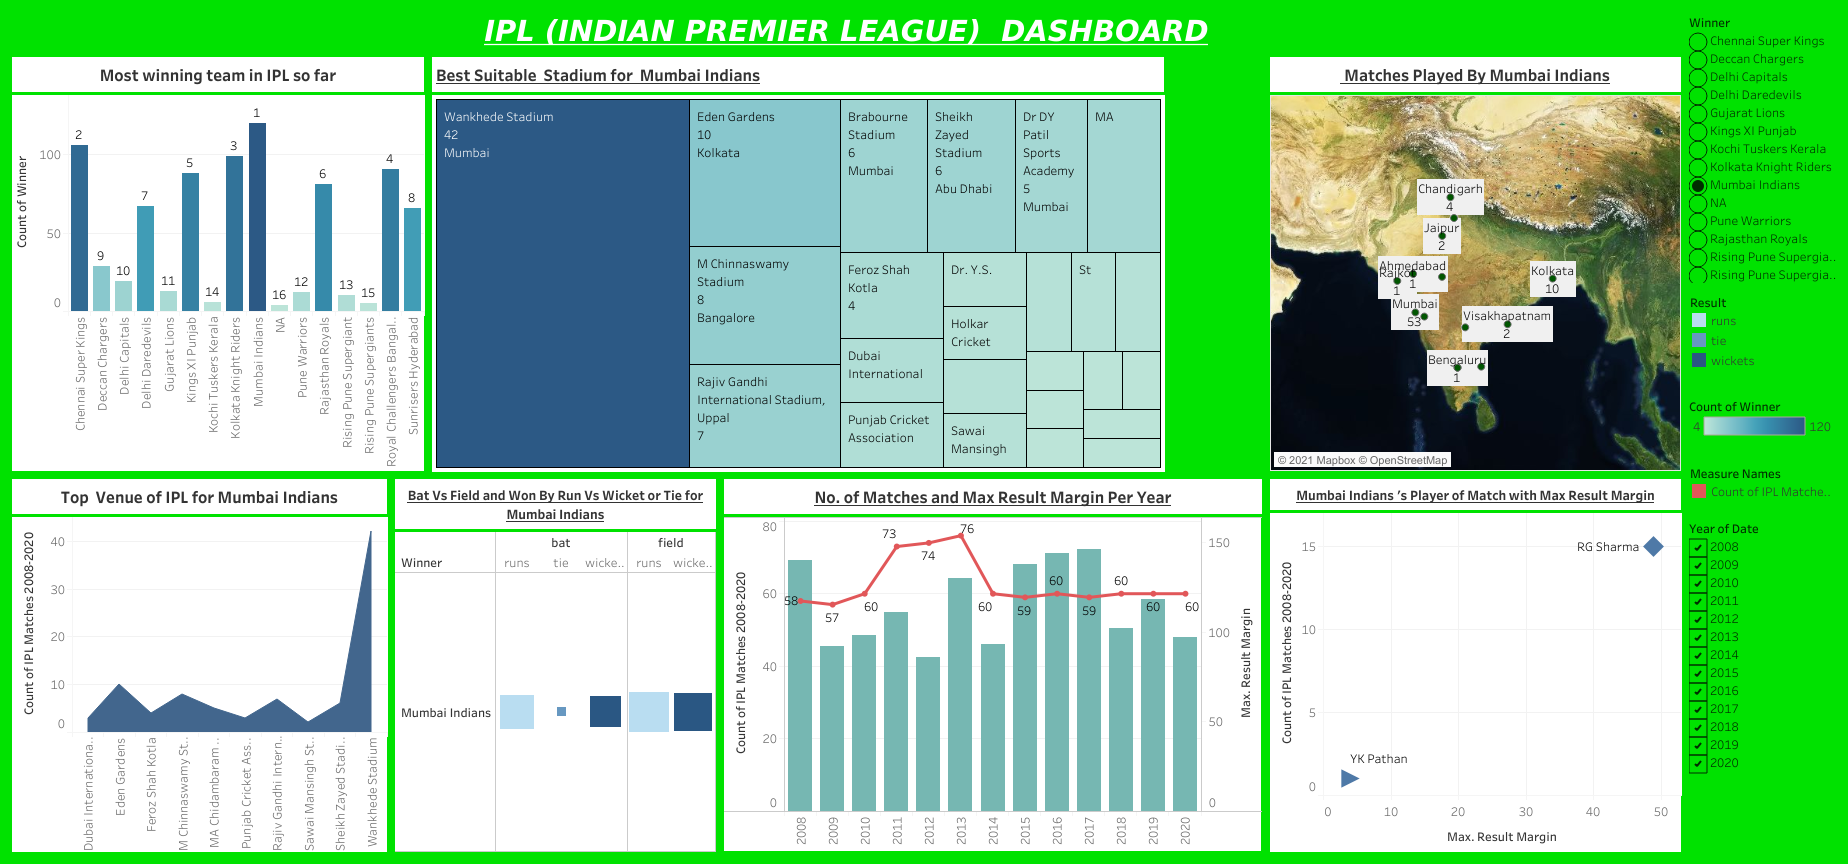 IPL (INDIAN PREMIER LEAGUE)  DASHBOARD
Most winning team in IPL so far
Count of Winner
100
50
0
2
9
10
7
11
5
14
3
1
16
12
6
13
15
4
8
Chennai Super Kings
Deccan Chargers
Delhi Capitals
Delhi Daredevils
Gujarat Lions
Kings XI Punjab
Kochi Tuskers Kerala
Kolkata Knight Riders
Mumbai Indians
NA
Pune Warriors
Rajasthan Royals
Rising Pune Supergiant
Rising Pune Supergiants
Royal Challengers Bangal..
Sunrisers Hyderabad
Best Suitable  Stadium for  Mumbai Indians
Wankhede Stadium
42
Mumbai
Eden Gardens
10
Kolkata
M Chinnaswamy
Stadium
8
Bangalore
Rajiv Gandhi
International Stadium,
Uppal
7
Brabourne
Stadium
6
Mumbai
Sheikh
Zayed
Stadium
6
Abu Dhabi
Dr DY
Patil
Sports
Academy
5
Mumbai
MA
Feroz Shah
Kotla
4
Dubai
International
Punjab Cricket
Association
Dr. Y.S.
Holkar
Cricket
Sawai
Mansingh
St
Matches Played By Mumbai Indians
Chandigarh
4
Jaipur
2
Ahmedabad
1
Rajko
1
Kolkata
10
Mumbai
53
Visakhapatnam
2
Bengaluru
1
© 2021 Mapbox © OpenStreetMap
Winner
Chennai Super Kings
Deccan Chargers
Delhi Capitals
Delhi Daredevils
Gujarat Lions
Kings XI Punjab
Kochi Tuskers Kerala
Kolkata Knight Riders
Mumbai Indians
NA
Pune Warriors
Rajasthan Royals
Rising Pune Supergia..
Rising Pune Supergia..
Result
runs
tie
wickets
Count of Winner
4 120
Measure Names
Count of IPL Matche..
Year of Date
2008
2009
2010
2011
2012
2013
2014
2015
2016
2017
2018
2019
2020
Top  Venue of IPL for Mumbai Indians
Count of IPL Matches 2008-2020
40
30
20
10
0
Dubai Internationa..
Eden Gardens
Feroz Shah Kotla
M Chinnaswamy St..
MA Chidambaram ..
Punjab Cricket Ass..
Rajiv Gandhi Intern..
Sawai Mansingh St..
Sheikh Zayed Stadi..
Wankhede Stadium
Bat Vs Field and Won By Run Vs Wicket or Tie for
Mumbai Indians
bat field
Winner runs tie wicke.. runs wicke..
Mumbai Indians
No. of Matches and Max Result Margin Per Year
Count of IPL Matches 2008-2020
80
60
40
20
0
58
57
60
73
74
76
60
59
60
59
60
60
60
150
100
50
0
Max. Result Margin
2008
2009
2010
2011
2012
2013
2014
2015
2016
2017
2018
2019
2020
Mumbai Indians 's Player of Match with Max Result Margin
Count of IPL Matches 2008-2020
15
10
5
0
RG Sharma
YK Pathan
0 10 20 30 40 50
Max. Result Margin